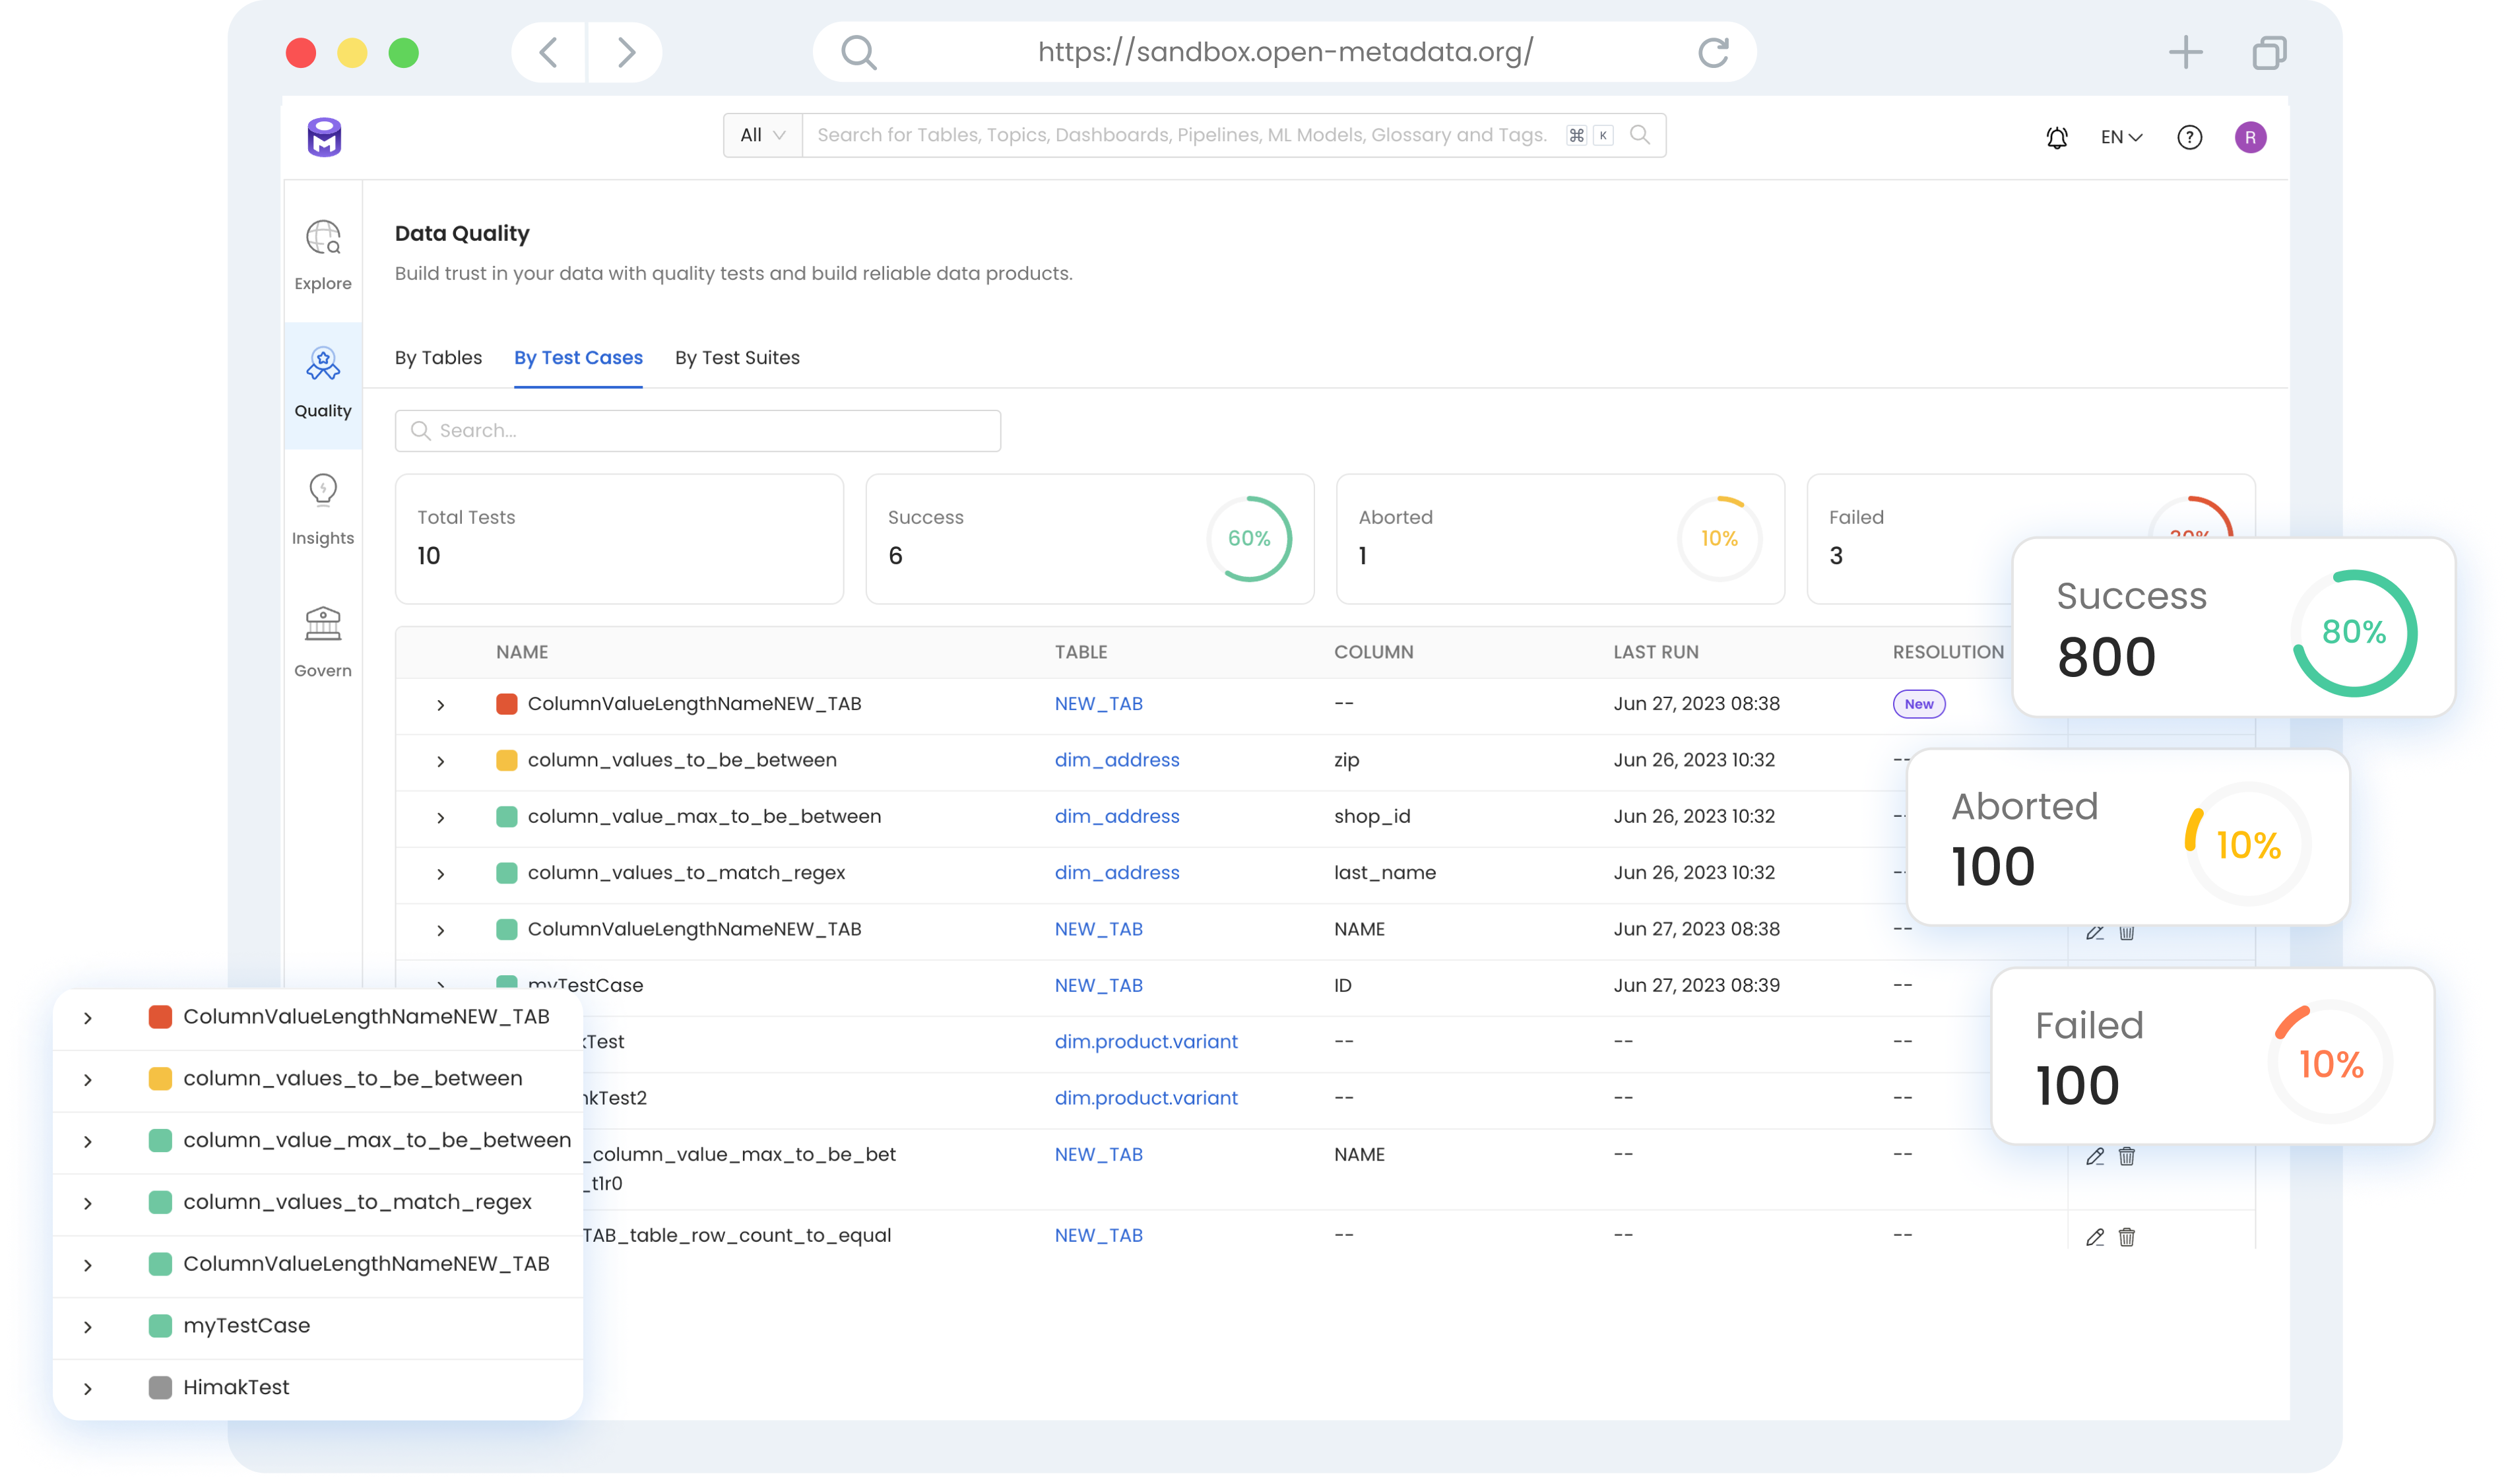 https://sandbox.open-metadata.org/
All Search for Tables, Topics, Dashboards, Pipelines, ML Models, Glossary and Tags. ⌘ K EN ? R
Explore
Quality
Insights
Govern
Data Quality
Build trust in your data with quality tests and build reliable data products.
By Tables By Test Cases By Test Suites
Search...
Total Tests
10
Success
6
60%
Aborted
1
10%
Failed
3
Success
800
80%
Aborted
100
10%
Failed
100
10%
NAME TABLE COLUMN LAST RUN RESOLUTION
ColumnValueLengthNameNEW_TAB NEW_TAB -- Jun 27, 2023 08:38 New
column_values_to_be_between dim_address zip Jun 26, 2023 10:32 --
column_value_max_to_be_between dim_address shop_id Jun 26, 2023 10:32 --
column_values_to_match_regex dim_address last_name Jun 26, 2023 10:32 --
ColumnValueLengthNameNEW_TAB NEW_TAB NAME Jun 27, 2023 08:38 --
myTestCase NEW_TAB ID Jun 27, 2023 08:39 --
kTest dim.product.variant -- -- --
kTest2 dim.product.variant -- -- --
_column_value_max_to_be_bet NEW_TAB NAME -- --
_t1r0
TAB_table_row_count_to_equal NEW_TAB -- -- --
ColumnValueLengthNameNEW_TAB
column_values_to_be_between
column_value_max_to_be_between
column_values_to_match_regex
ColumnValueLengthNameNEW_TAB
myTestCase
HimakTest